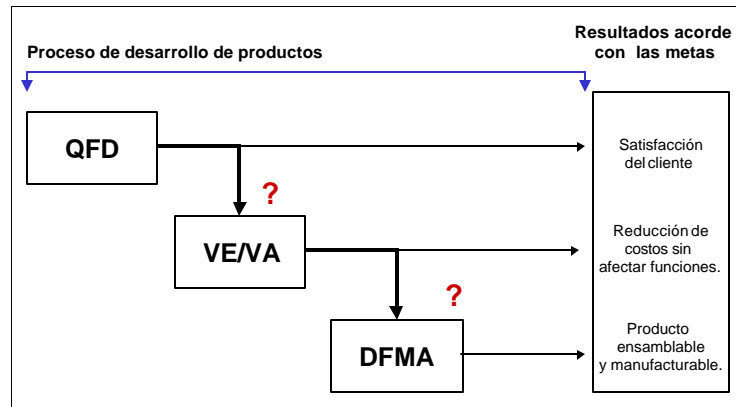 Proceso de desarrollo de productos
Resultados acorde
con las metas
QFD
Satisfacción
del cliente
?
VE/VA
Reducción de
costos sin
afectar funciones.
?
DFMA
Producto
ensamblable
y manufacturable.